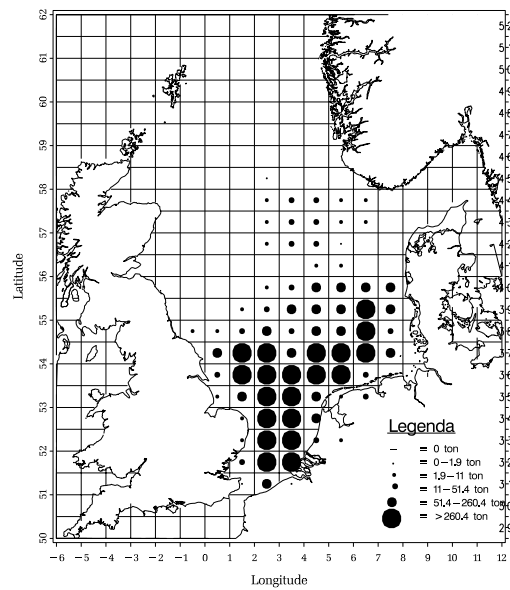 62
61
60
59
58
57
56
55
54
53
52
51
50
Latitude
Legenda
= 0 ton
= 0−1.9 ton
= 1.9−11 ton
= 11−51.4 ton
= 51.4−260.4 ton
= >260.4 ton
−6 −5 −4 −3 −2 −1 0 1 2 3 4 5 6 7 8 9 10 11 12
Longitude